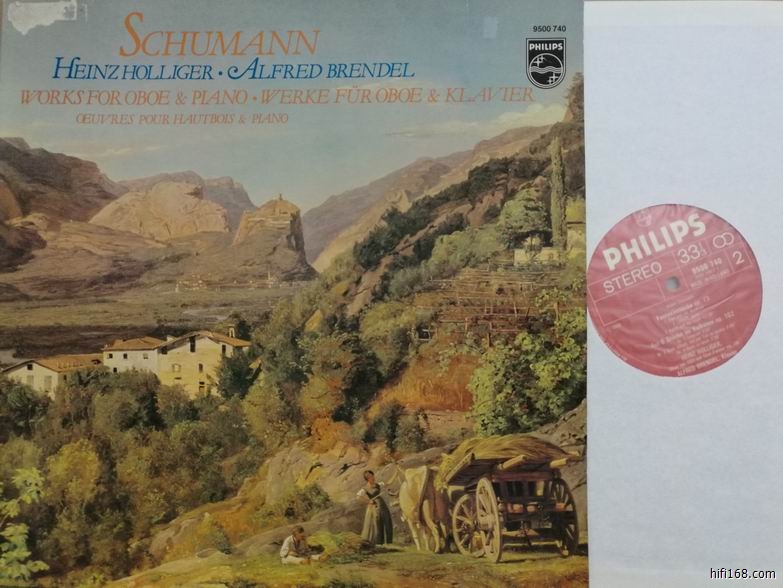 SCHUMANN
HEINZ HOLLIGER · ALFRED BRENDEL
WORKS FOR OBOE & PIANO · WERKE FÜR OBOE & KLAVIER
ŒUVRES POUR HAUTBOIS & PIANO
9500 740
PHILIPS
PHILIPS
STEREO
33⅓
2
9500 740
HEINZ HOLLIGER,
ALFRED BRENDEL,
hifi168.com